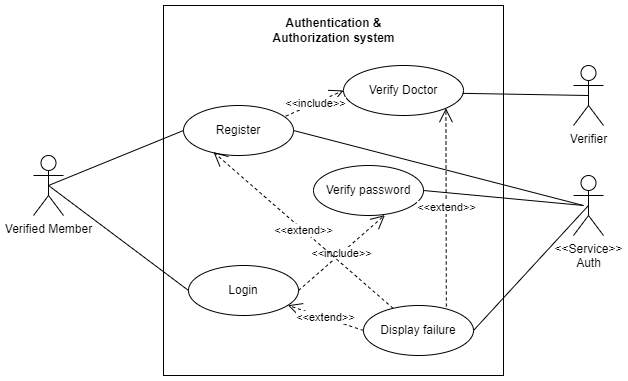 Authentication &
Authorization system
Verify Doctor
<<include>>
Register
Verifier
Verify password
<<extend>>
Verified Member
<<extend>>
<<include>>
<<Service>>
Auth
Login
<<extend>>
Display failure